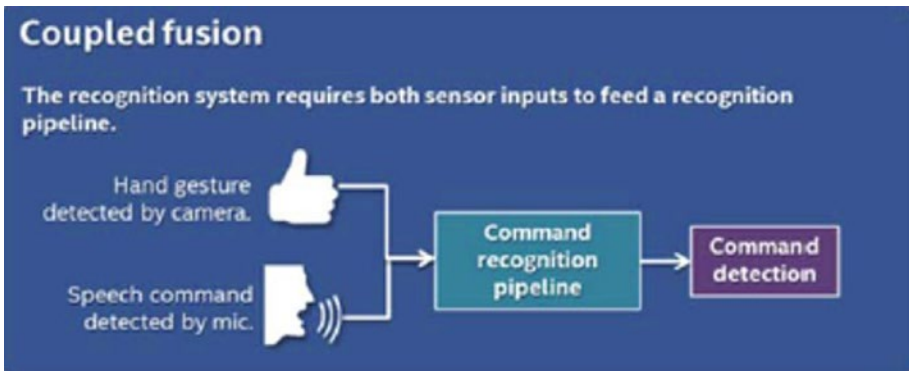 Coupled fusion
The recognition system requires both sensor inputs to feed a recognition
pipeline.
Hand gesture
detected by camera.
Speech command
detected by mic.
Command
recognition
pipeline
Command
detection